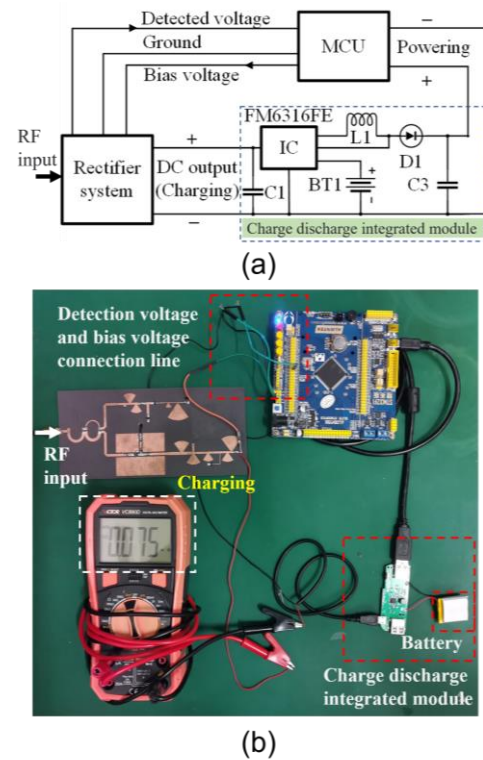 Detected voltage
Ground
Bias voltage
MCU
−
Powering
+
RF
input
Rectifier
system
+
DC output
(Charging)
−
C1
FM6316FE
IC
L1
D1
BT1
+
-
C3
Charge discharge integrated module
(a)
Detection voltage
and bias voltage
connection line
RF
input
Charging
0.075
Battery
Charge discharge
integrated module
(b)